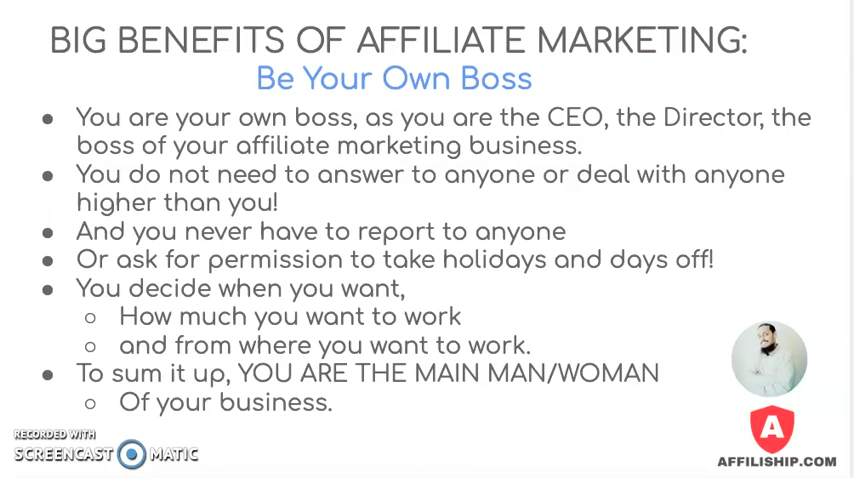 BIG BENEFITS OF AFFILIATE MARKETING:
Be Your Own Boss
● You are your own boss, as you are the CEO, the Director, the
boss of your affiliate marketing business.
● You do not need to answer to anyone or deal with anyone
higher than you!
● And you never have to report to anyone
● Or ask for permission to take holidays and days off!
● You decide when you want,
○ How much you want to work
○ and from where you want to work.
● To sum it up, YOU ARE THE MAIN MAN/WOMAN
○ Of your business.
RECORDED WITH
SCREENCAST MATIC
A
AFFILISHIP.COM